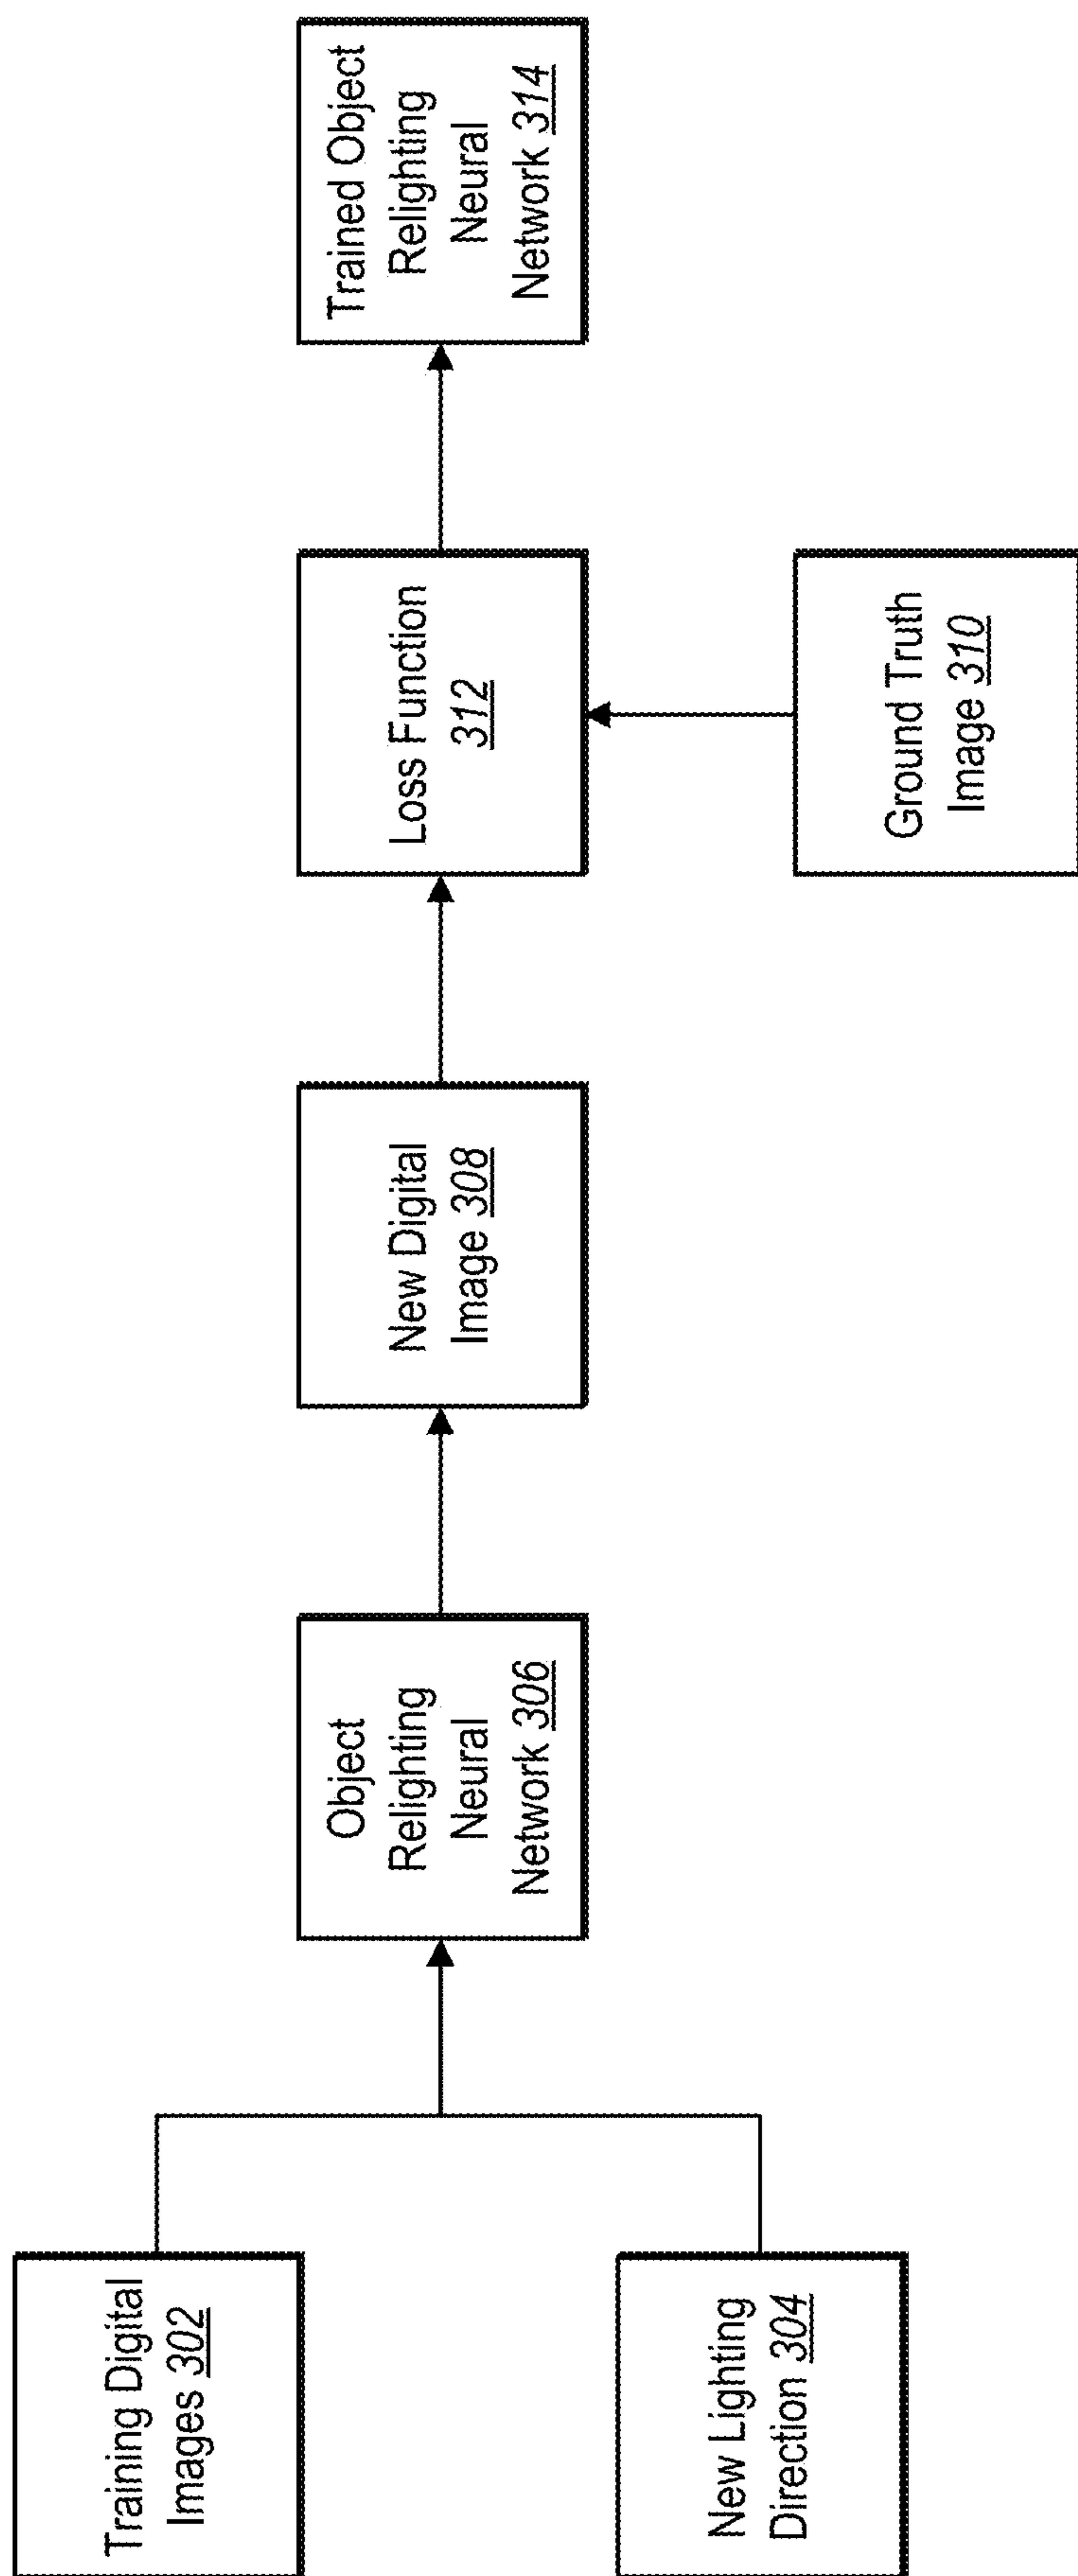 Training Digital
Images 302
New Lighting
Direction 304
Object
Relighting
Neural
Network 306
New Digital
Image 308
Loss Function
312
Ground Truth
Image 310
Trained Object
Relighting
Neural
Network 314